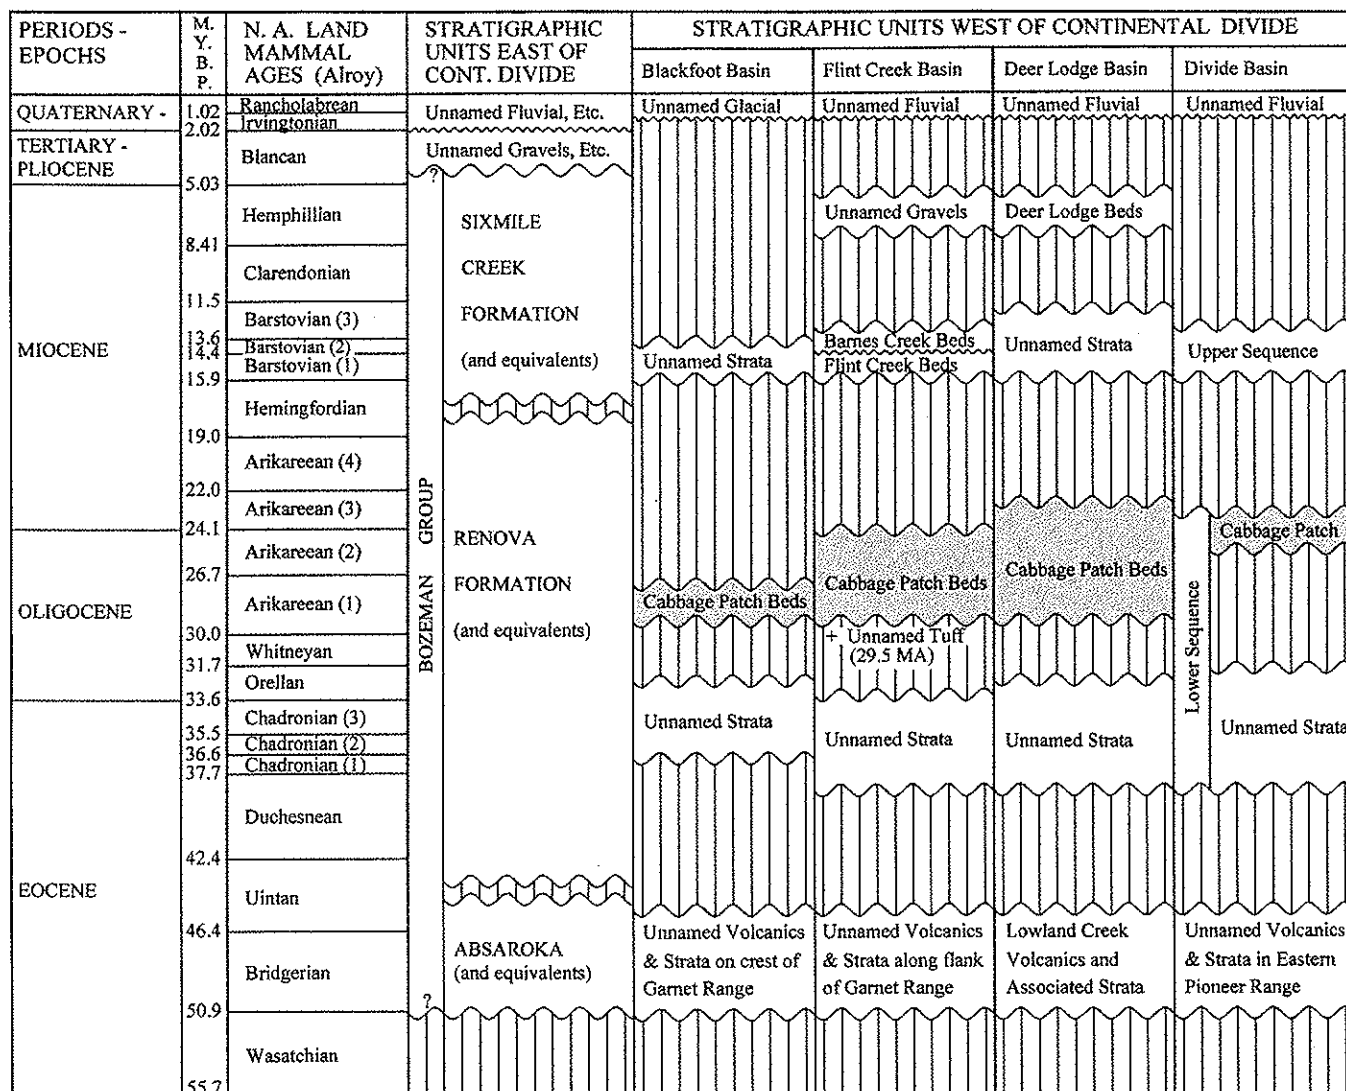 PERIODS -
EPOCHS
M.
Y.
B.
P.
N. A. LAND
MAMMAL
AGES (Alroy)
STRATIGRAPHIC
UNITS EAST OF
CONT. DIVIDE
STRATIGRAPHIC UNITS WEST OF CONTINENTAL DIVIDE
Blackfoot Basin
Flint Creek Basin
Deer Lodge Basin
Divide Basin
QUATERNARY -
TERTIARY -
PLIOCENE
MIOCENE
OLIGOCENE
EOCENE
1.02
2.02
5.03
8.41
11.5
13.6
14.4
15.9
19.0
22.0
24.1
26.7
30.0
31.7
33.6
35.5
36.6
37.7
42.4
46.4
50.9
55.7
Rancholabrean
Irvingtonian
Blancan
Hemphillian
Clarendonian
Barstovian (3)
Barstovian (2)
Barstovian (1)
Hemingfordian
Arikareean (4)
Arikareean (3)
Arikareean (2)
Arikareean (1)
Whitneyan
Orellan
Chadronian (3)
Chadronian (2)
Chadronian (1)
Duchesnean
Uintan
Bridgerian
Wasatchian
Unnamed Fluvial, Etc.
Unnamed Gravels, Etc.
?
BOZEMAN GROUP
?
SIXMILE
CREEK
FORMATION
(and equivalents)
RENOVA
FORMATION
(and equivalents)
ABSAROKA
(and equivalents)
Unnamed Glacial
Unnamed Strata
Cabbage Patch Beds
Unnamed Strata
Unnamed Volcanics
& Strata on crest of
Garnet Range
Unnamed Fluvial
Unnamed Gravels
Barnes Creek Beds
Flint Creek Beds
Cabbage Patch Beds
+ Unnamed Tuff
(29.5 MA)
Unnamed Strata
Unnamed Volcanics
& Strata along flank
of Garnet Range
Unnamed Fluvial
Deer Lodge Beds
Unnamed Strata
Cabbage Patch Beds
Unnamed Strata
Lowland Creek
Volcanics and
Associated Strata
Unnamed Fluvial
Upper Sequence
Cabbage Patch
Lower Sequence
Unnamed Strata
Unnamed Volcanics
& Strata in Eastern
Pioneer Range